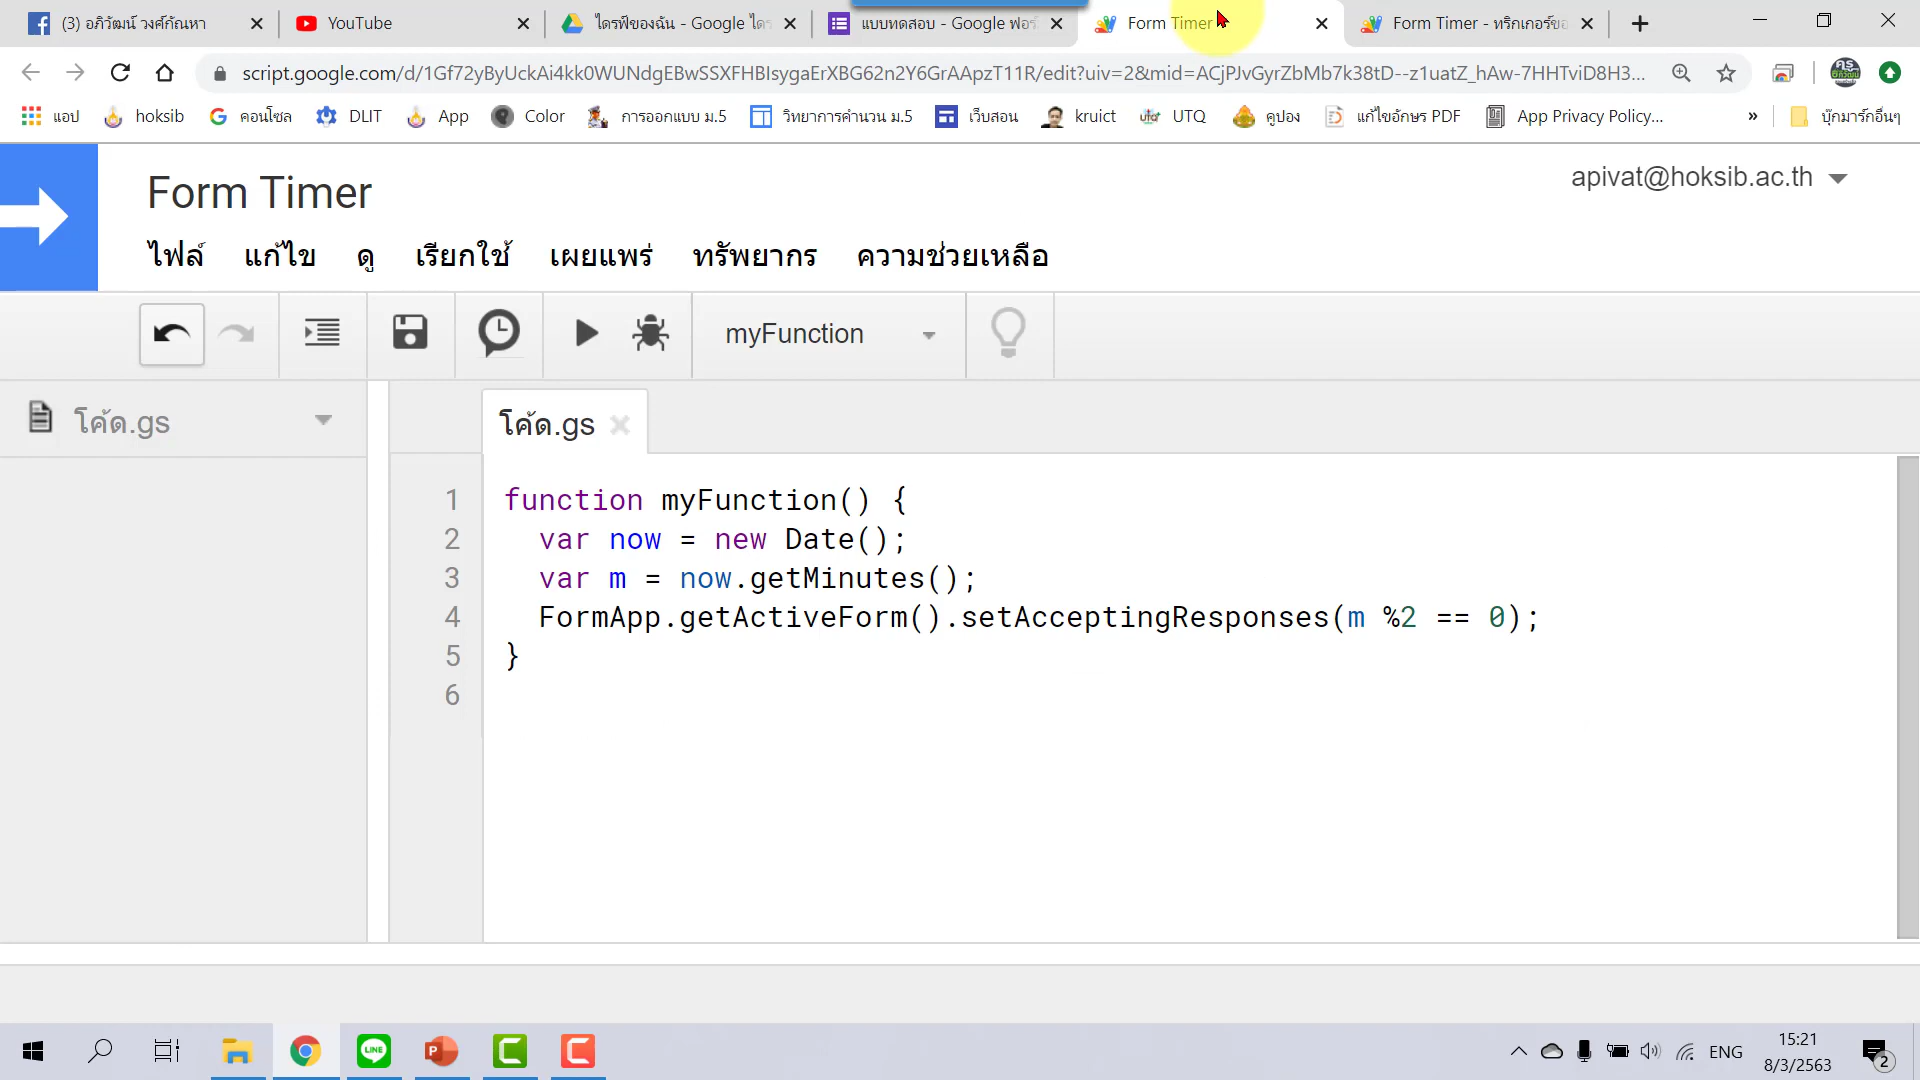 (3) อภิวัฒน์ วงศ์กัณหา
YouTube
ไดรฟ์ของฉัน - Google ไดร
แบบทดสอบ - Google ฟอร์
Form Timer
Form Timer - ทริกเกอร์ขอ
script.google.com/d/1Gf72yByUckAi4kk0WUNdgEBwSSXFHBIsygaErXBG62n2Y6GrAApzT11R/edit?uiv=2&mid=ACjPJvGyrZbMb7k38tD--z1uatZ_hAw-7HHTviD8H3...
แอป
hoksib
คอนโซล
DLIT
App
Color
การออกแบบ ม.5
วิทยาการคำนวน ม.5
เว็บสอน
kruict
UTQ
คูปอง
แก้ไขอักษร PDF
App Privacy Policy...
»
บุ๊กมาร์กอื่นๆ
Form Timer
apivat@hoksib.ac.th
ไฟล์ แก้ไข ดู เรียกใช้ เผยแพร่ ทรัพยากร ความช่วยเหลือ
myFunction
โค้ด.gs
โค้ด.gs
1 function myFunction() {
2 var now = new Date();
3 var m = now.getMinutes();
4 FormApp.getActiveForm().setAcceptingResponses(m %2 == 0);
5 }
6
LINE
ENG
15:21
8/3/2563
2